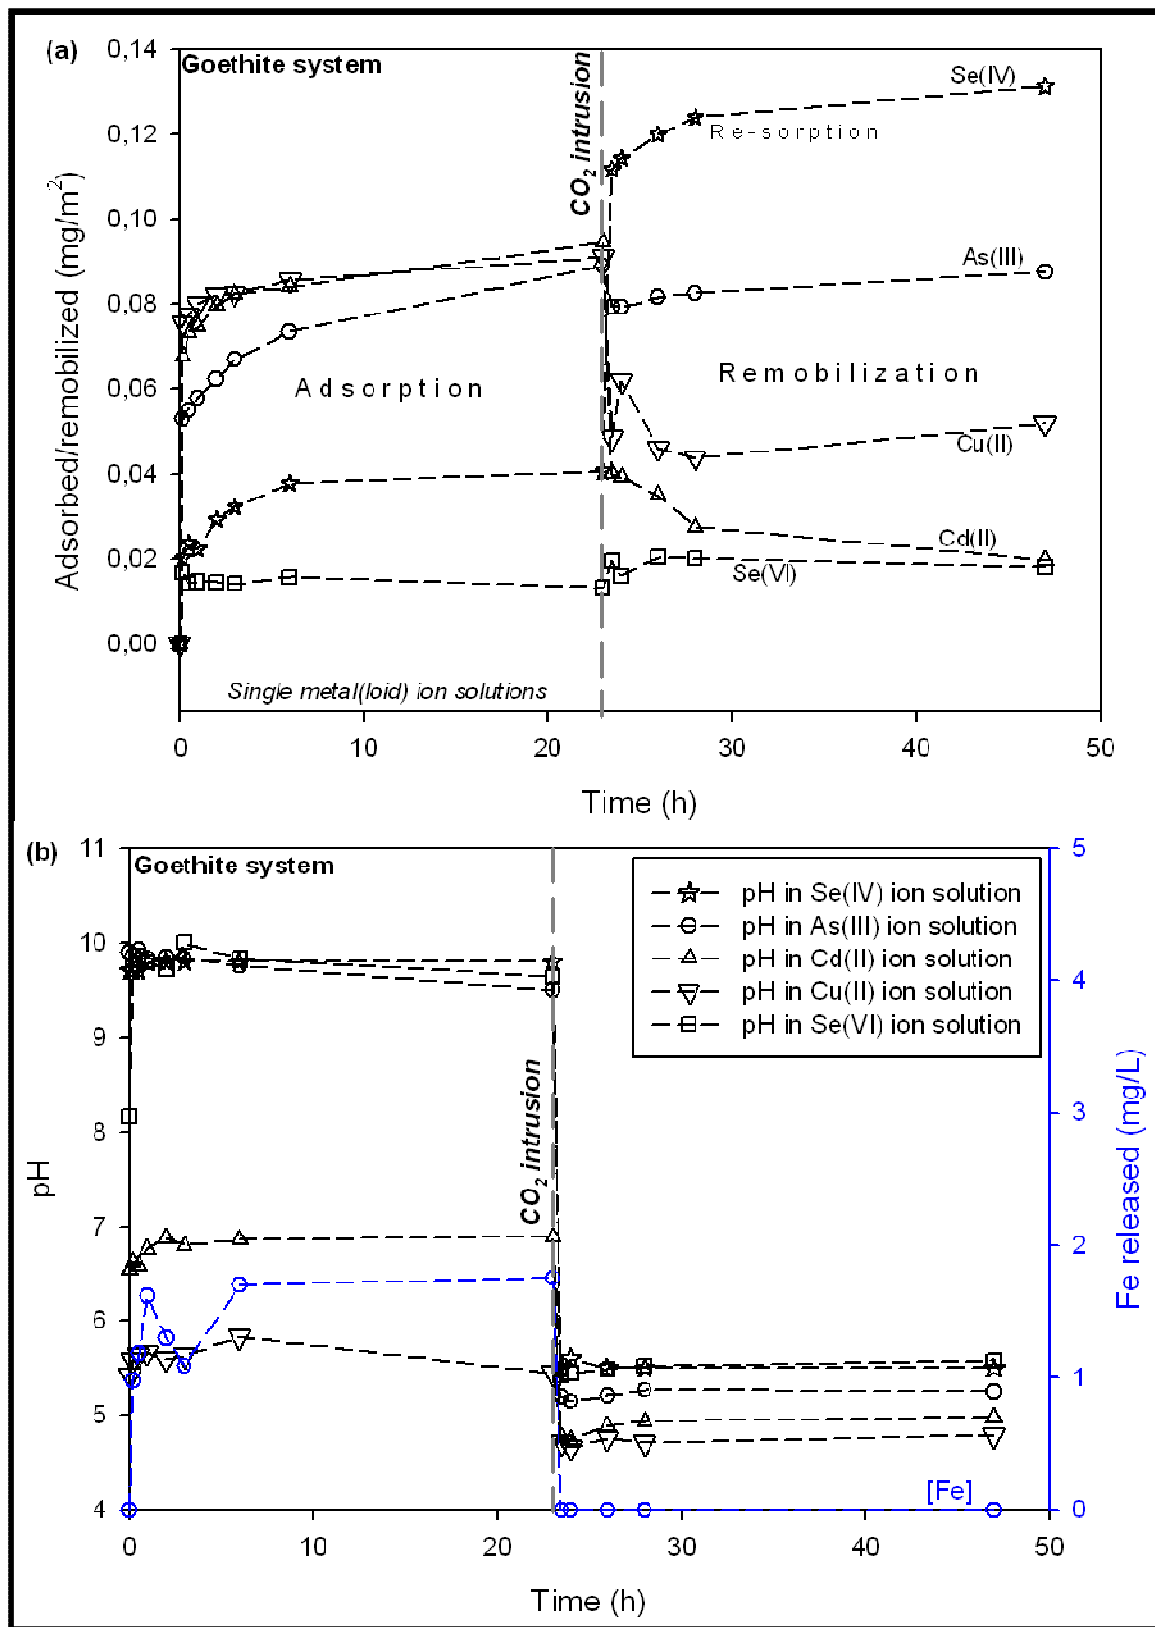 (a)
Goethite system
0,14
0,12
0,10
0,08
0,06
0,04
0,02
0,00
Adsorbed/remobilized (mg/m²)
CO₂ intrusion
Se(IV)
Re-sorption
As(III)
Adsorption
Remobilization
Cu(II)
Cd(II)
Se(VI)
Single metal(loid) ion solutions
0 10 20 30 40 50
Time (h)
(b)
Goethite system
11
10
9
8
7
6
5
4
pH
CO₂ intrusion
pH in Se(IV) ion solution
pH in As(III) ion solution
pH in Cd(II) ion solution
pH in Cu(II) ion solution
pH in Se(VI) ion solution
5
4
3
2
1
0
Fe released (mg/L)
[Fe]
0 10 20 30 40 50
Time (h)